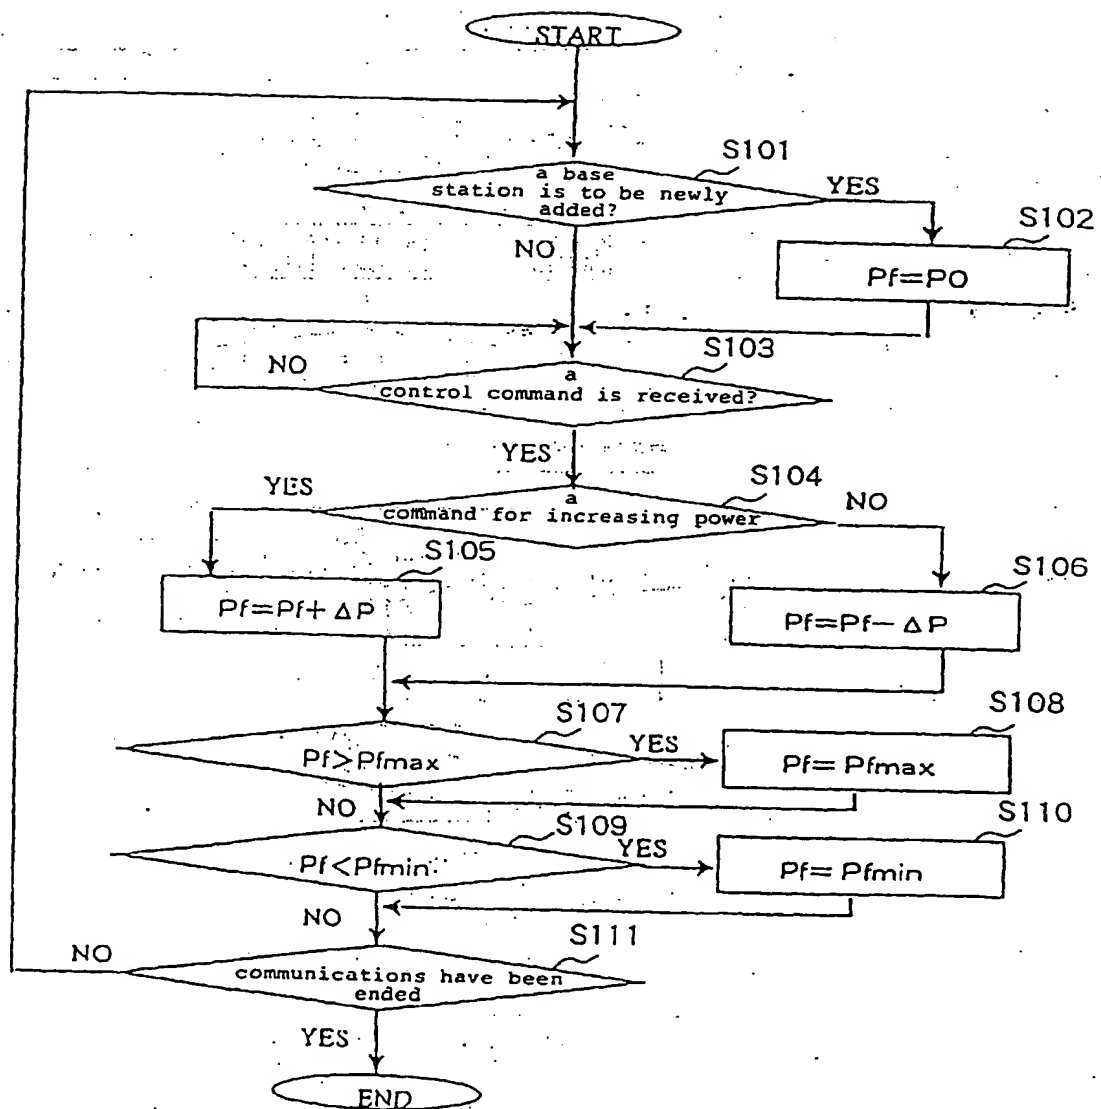 START
S101
a base
station is to be newly
added?
YES
NO
S102
Pf=P0
S103
a
control command is received?
NO
YES
S104
a
command for increasing power
YES
NO
S105
Pf=Pf+ΔP
S106
Pf=Pf-ΔP
S107
Pf>Pfmax
YES
NO
S108
Pf=Pfmax
S109
Pf<Pfmin
YES
NO
S110
Pf=Pfmin
S111
communications have been
ended
NO
YES
END